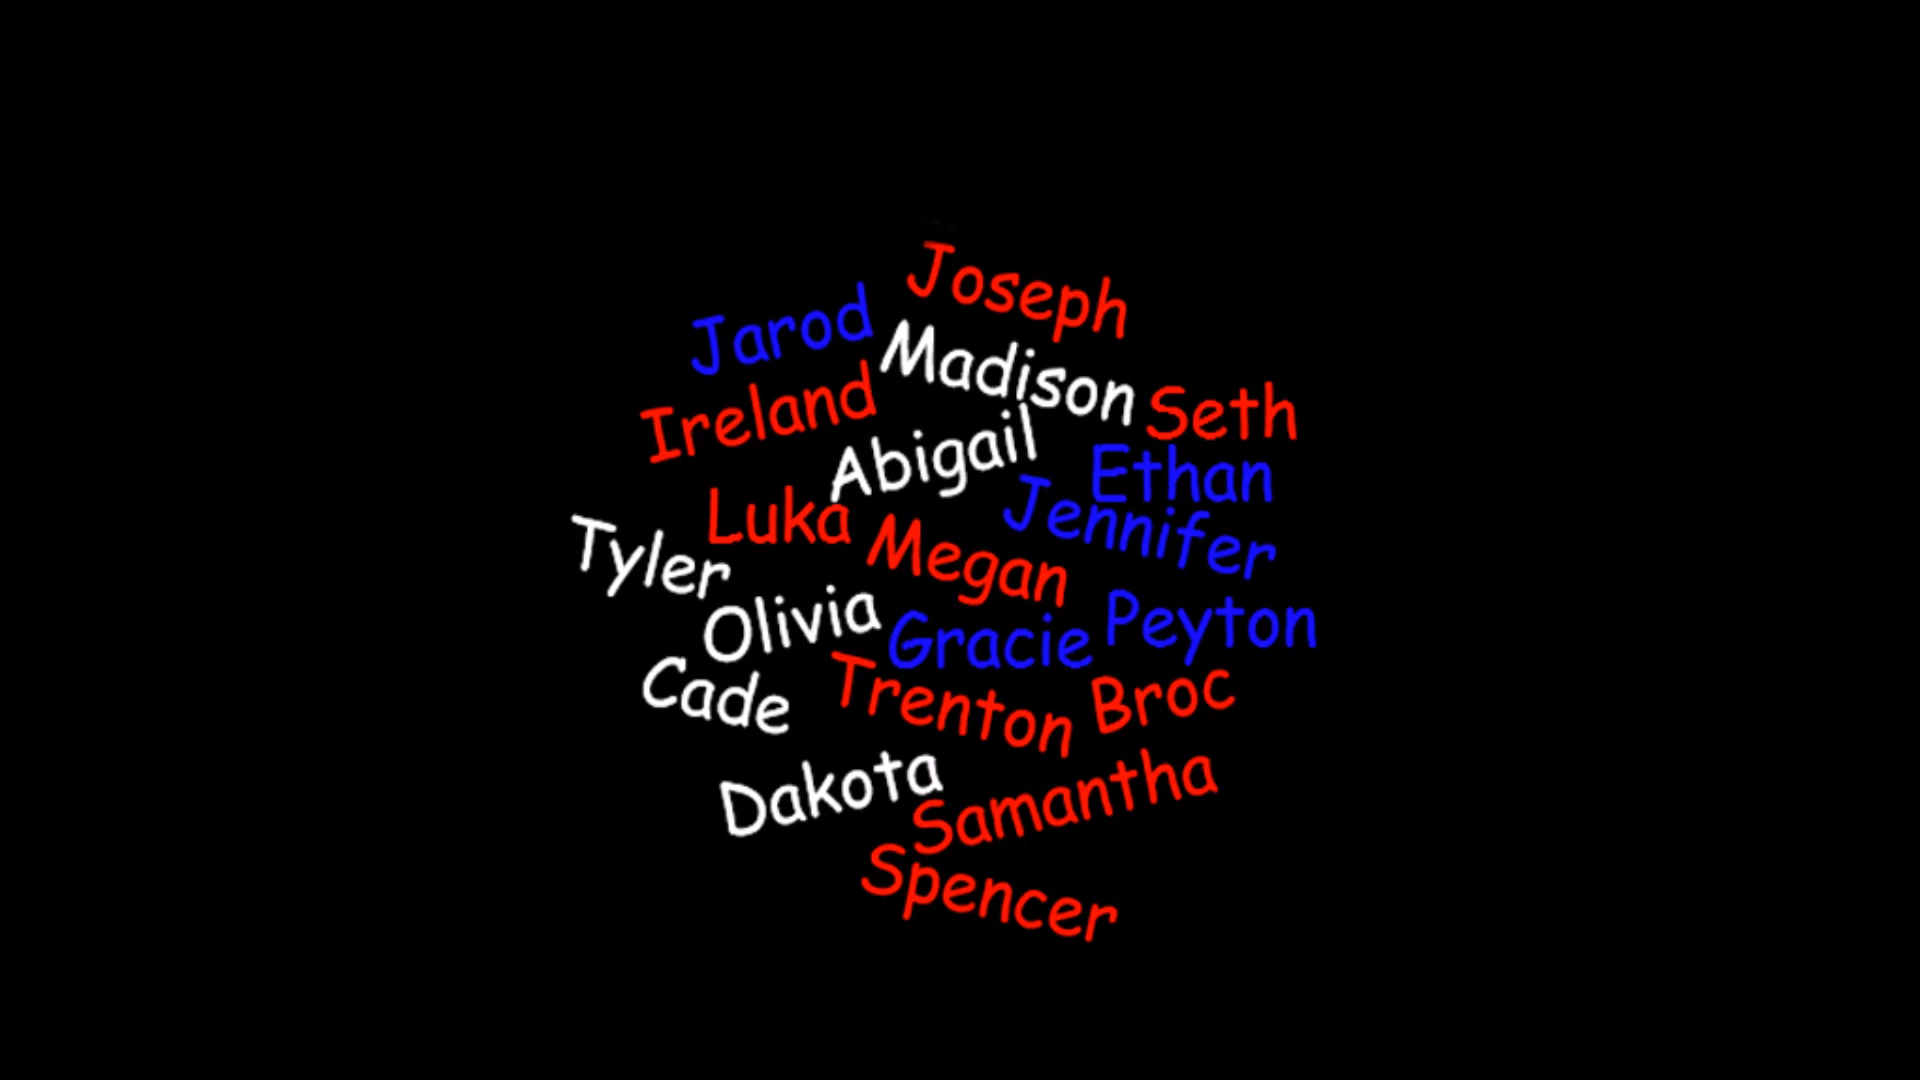 Joseph
Jarod
Madison
Ireland
Seth
Abigail
Ethan
Luka
Jennifer
Tyler
Megan
Olivia
Gracie
Peyton
Cade
Trenton
Broc
Dakota
Samantha
Spencer